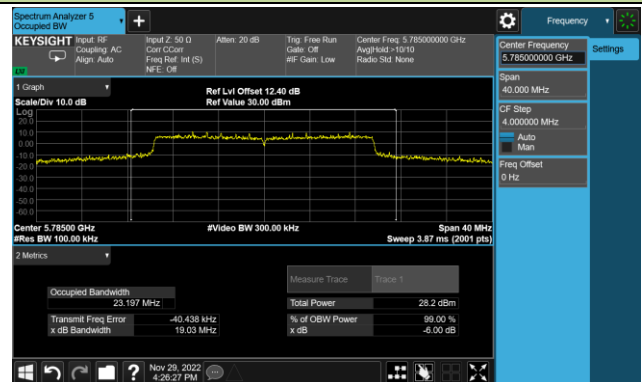 Spectrum Analyzer 5
Occupied BW
Frequency
KEYSIGHT
Input: RF
Coupling: AC
Align: Auto
Input Z: 50 Ω
Corr CCorr
Freq Ref: Int (S)
NFE: Off
Atten: 20 dB
Trig: Free Run
Gate: Off
#IF Gain: Low
Center Freq: 5.785000000 GHz
Avg|Hold:>10/10
Radio Std: None
LW
Center Frequency
5.785000000 GHz
Settings
Span
40.000 MHz
CF Step
4.000000 MHz
Auto
Man
Freq Offset
0 Hz
1 Graph
Scale/Div 10.0 dB
Ref Lvl Offset 12.40 dB
Ref Value 30.00 dBm
Log
20.0
10.0
0.00
-10.0
-20.0
-30.0
-40.0
-50.0
-60.0
Center 5.78500 GHz
#Video BW 300.00 kHz
Span 40 MHz
#Res BW 100.00 kHz
Sweep 3.87 ms (2001 pts)
2 Metrics
Measure Trace
Trace 1
Occupied Bandwidth
23.197 MHz
Total Power
28.2 dBm
Transmit Freq Error
-40.438 kHz
% of OBW Power
99.00 %
x dB Bandwidth
19.03 MHz
x dB
-6.00 dB
Nov 29, 2022
4:26:27 PM